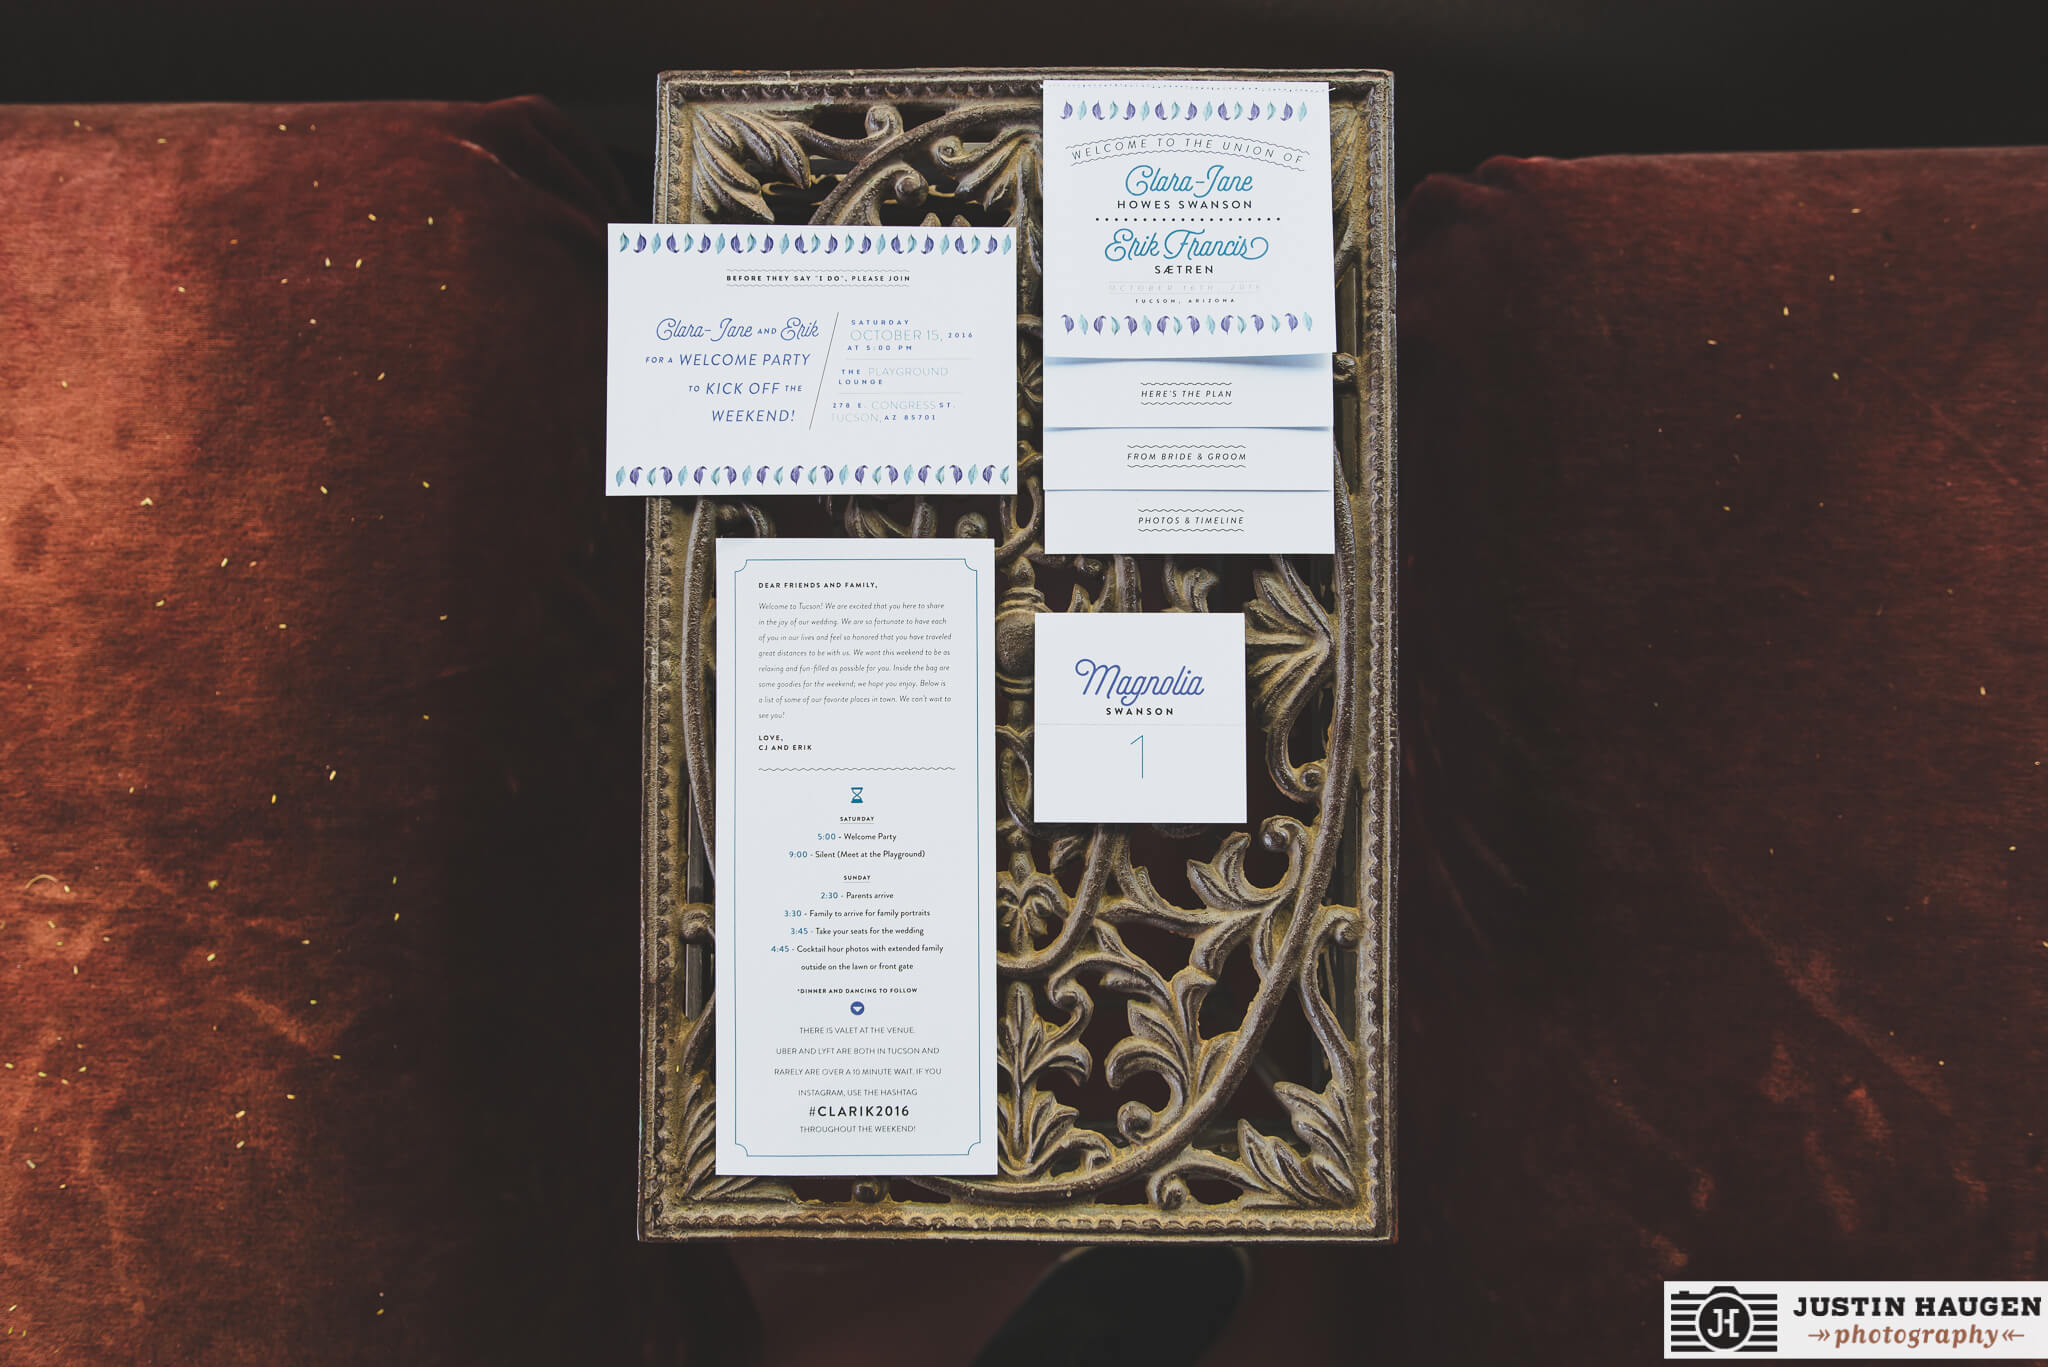 BEFORE THEY SAY "I DO", PLEASE JOIN
Clara-Jane AND Erik
FOR A WELCOME PARTY
TO KICK OFF THE
WEEKEND!
SATURDAY
OCTOBER 15, 2016
AT 5:00 PM
THE PLAYGROUND
LOUNGE
278 E. CONGRESS ST.
TUCSON, AZ 85701
WELCOME TO THE UNION OF
Clara-Jane
HOWES SWANSON
Erik Francis
SÆTREN
OCTOBER 16TH, 2016
TUCSON, ARIZONA
HERE'S THE PLAN
FROM BRIDE & GROOM
PHOTOS & TIMELINE
DEAR FRIENDS AND FAMILY,
Welcome to Tucson! We are excited that you here to share
in the joy of our wedding. We are so fortunate to have each
of you in our lives and feel so honored that you have traveled
great distances to be with us. We want this weekend to be as
relaxing and fun-filled as possible for you. Inside the bag are
some goodies for the weekend; we hope you enjoy. Below is
a list of some of our favorite places in town. We can't wait to
see you!
LOVE,
CJ AND ERIK
SATURDAY
5:00 - Welcome Party
9:00 - Silent (Meet at the Playground)
SUNDAY
2:30 - Parents arrive
3:30 - Family to arrive for family portraits
3:45 - Take your seats for the wedding
4:45 - Cocktail hour photos with extended family
outside on the lawn or front gate
*DINNER AND DANCING TO FOLLOW
THERE IS VALET AT THE VENUE.
UBER AND LYFT ARE BOTH IN TUCSON AND
RARELY ARE OVER A 10 MINUTE WAIT. IF YOU
INSTAGRAM, USE THE HASHTAG
#CLARIK2016
THROUGHOUT THE WEEKEND!
Magnolia
SWANSON
1
JH
JUSTIN HAUGEN
photography